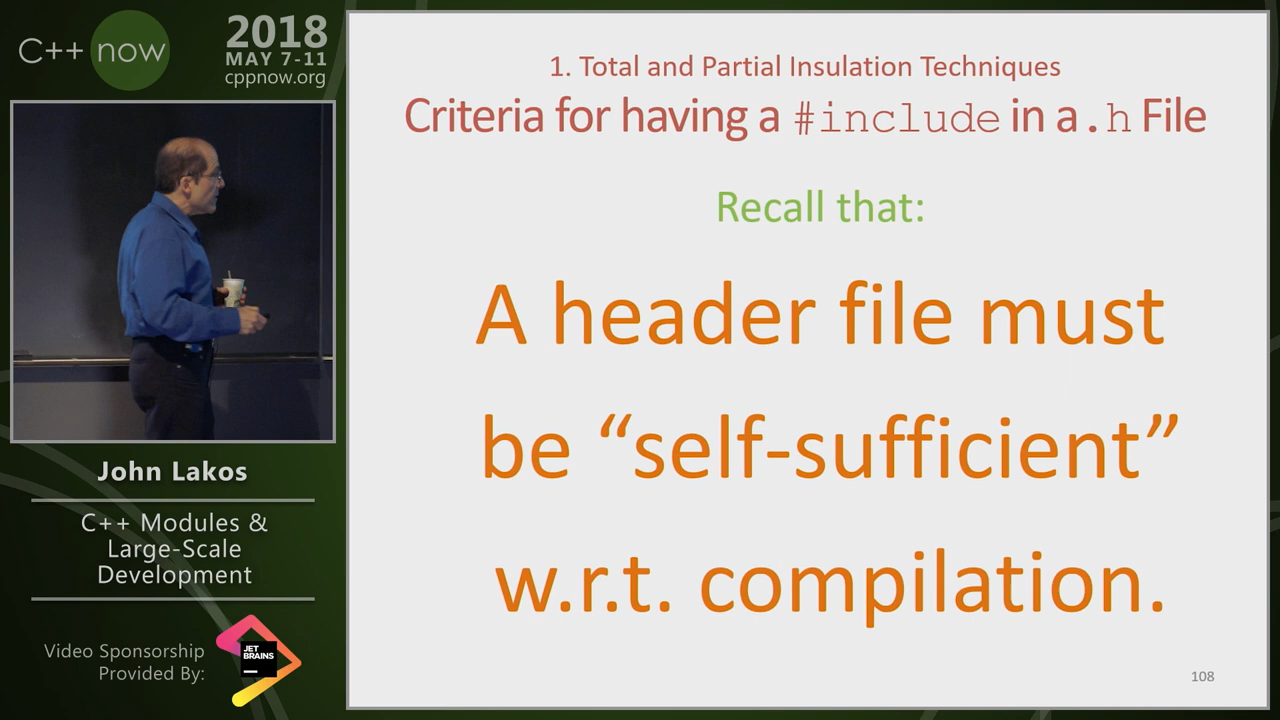 C++ now
2018
MAY 7-11
cppnow.org
John Lakos
C++ Modules &
Large-Scale
Development
Video Sponsorship
Provided By:
JET
BRAINS
1. Total and Partial Insulation Techniques
Criteria for having a #include in a .h File
Recall that:
A header file must
be “self-sufficient”
w.r.t. compilation.
108